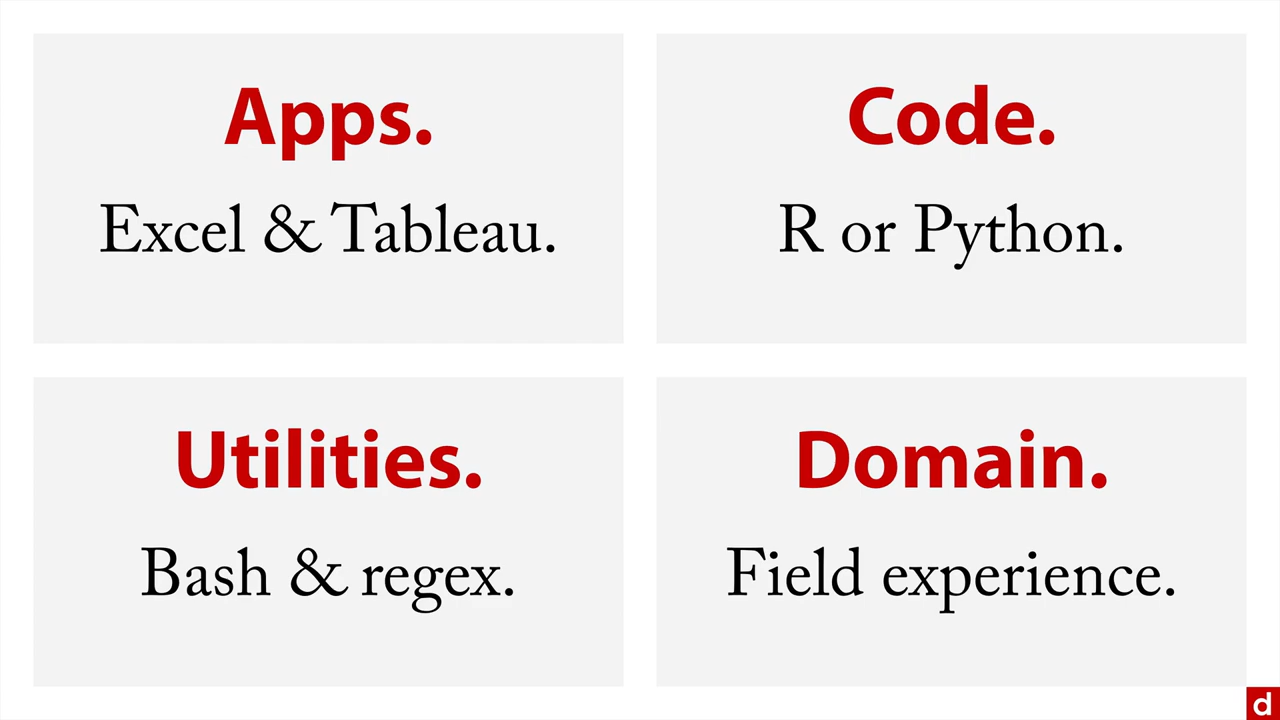 Apps.
Excel & Tableau.
Code.
R or Python.
Utilities.
Bash & regex.
Domain.
Field experience.
d